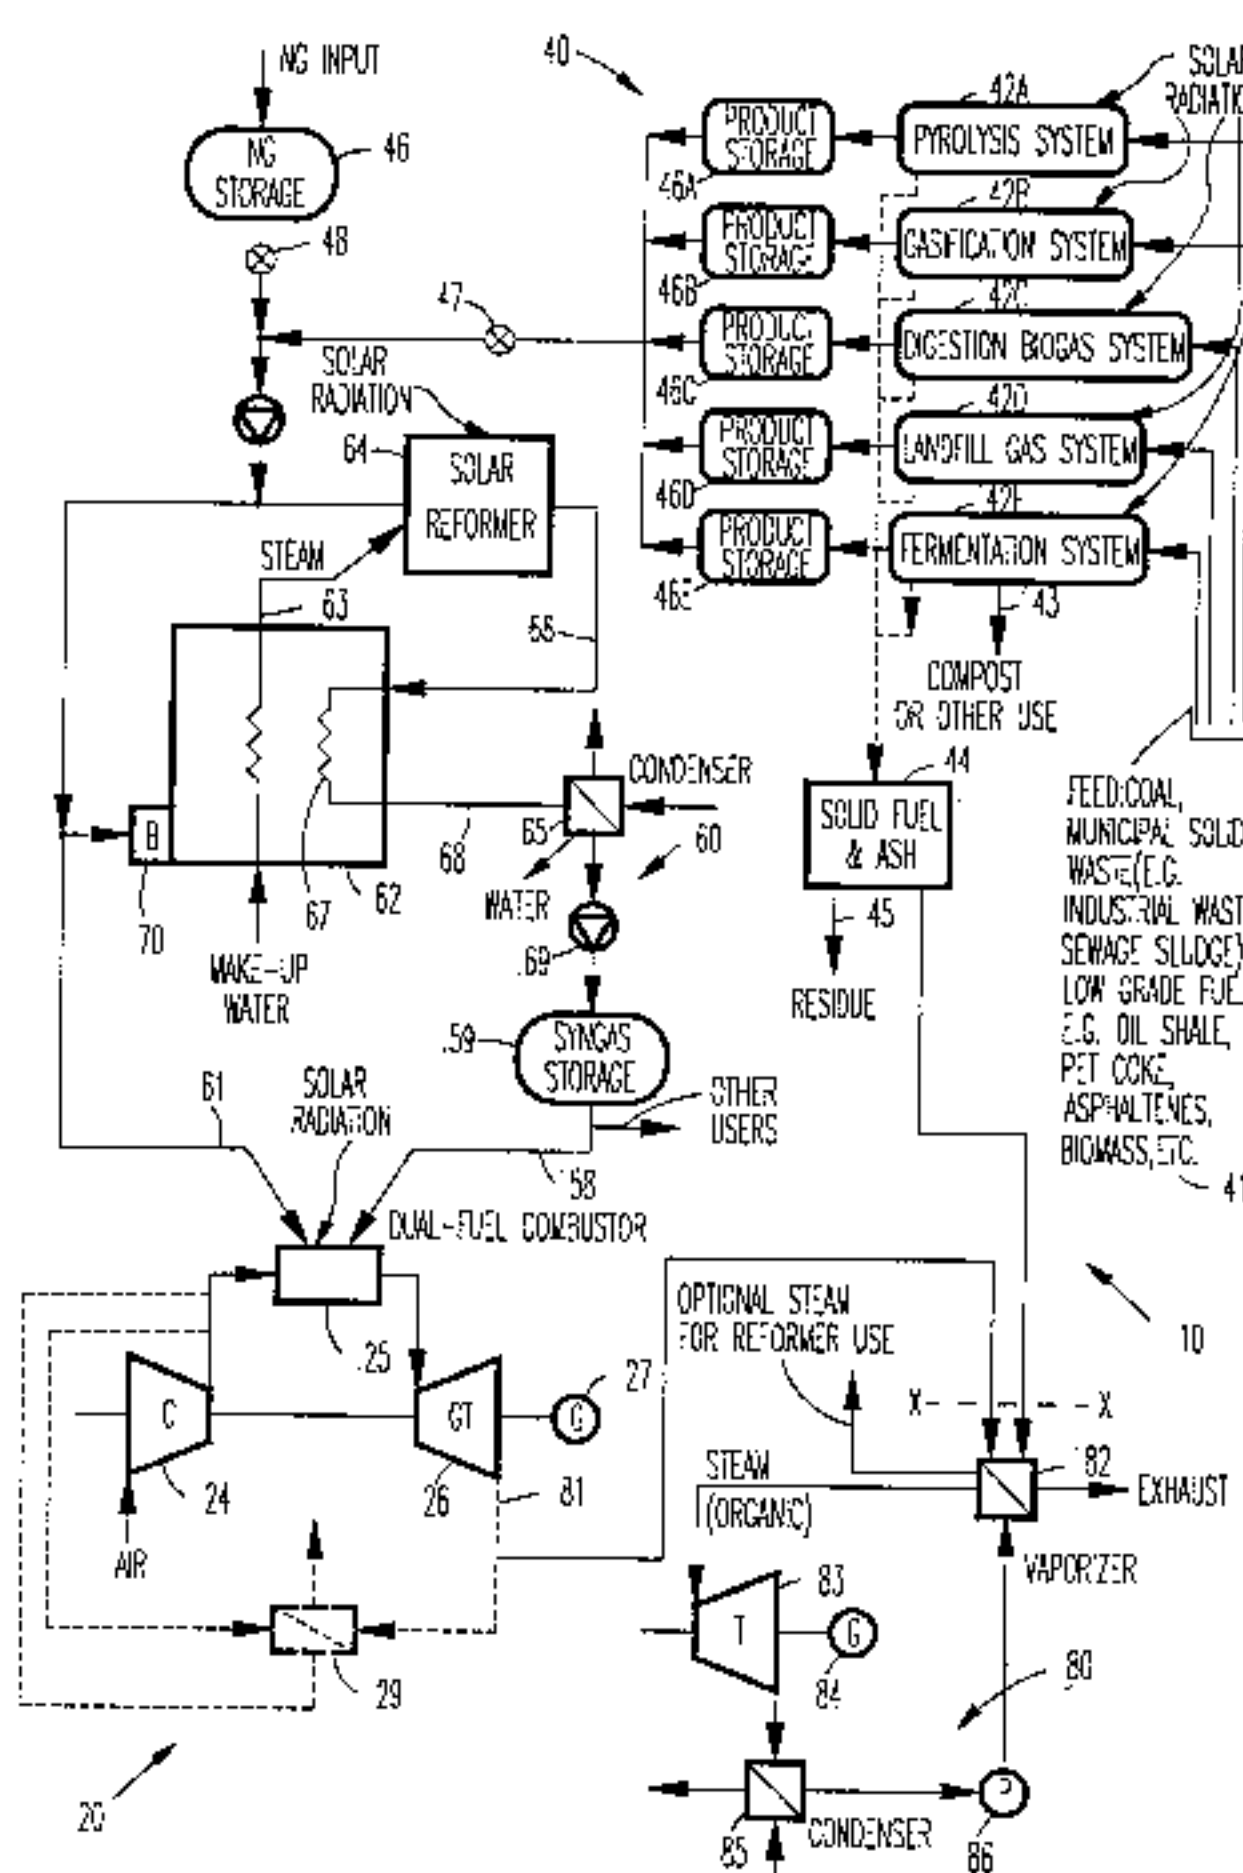 NG INPUT
NG
STORAGE
46
48
47
40
SOLAR
RADIATION
64
SOLAR
REFORMER
STEAM
63
PRODUCT
STORAGE
46A
PRODUCT
STORAGE
46B
PRODUCT
STORAGE
46C
PRODUCT
STORAGE
46D
PRODUCT
STORAGE
46E
42A
PYROLYSIS SYSTEM
42B
GASIFICATION SYSTEM
42C
DIGESTION BIOGAS SYSTEM
42D
LANDFILL GAS SYSTEM
42E
FERMENTATION SYSTEM
43
COMPOST
OR OTHER USE
44
SOLID FUEL
& ASH
45
RESIDUE
FEED:COAL,
MUNICIPAL SOLID
WASTE(E.G.
INDUSTRIAL WAST
SEWAGE SLUDGE)
LOW GRADE FUEL
E.G. OIL SHALE,
PET COKE,
ASPHALTENES,
BIOMASS,ETC.
41
B
70
67
62
MAKE-UP
WATER
68
CONDENSER
65
WATER
60
69
59
SYNGAS
STORAGE
OTHER
USERS
58
61
SOLAR
RADIATION
DUAL-FUEL COMBUSTOR
25
C
24
AIR
GT
26
G
27
81
29
20
OPTIONAL STEAM
FOR REFORMER USE
X
X
10
STEAM
(ORGANIC)
82
EXHAUST
VAPORIZER
T
83
G
84
80
85
CONDENSER
P
86